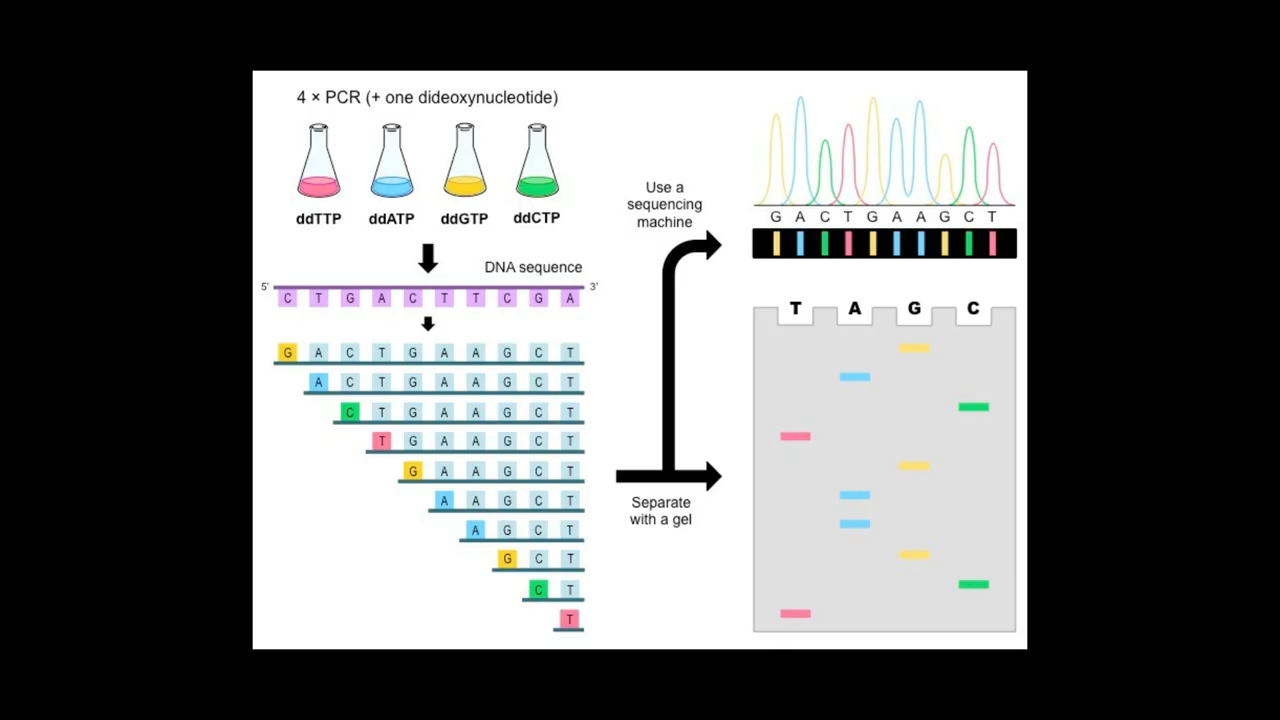 4 × PCR (+ one dideoxynucleotide)
ddTTP ddATP ddGTP ddCTP
DNA sequence
5' 3'
C T G A C T T C G A
G A C T G A A G C T
A C T G A A G C T
C T G A A G C T
T G A A G C T
G A A G C T
A A G C T
A G C T
G C T
C T
T
Use a
sequencing
machine
Separate
with a gel
G A C T G A A G C T
T A G C